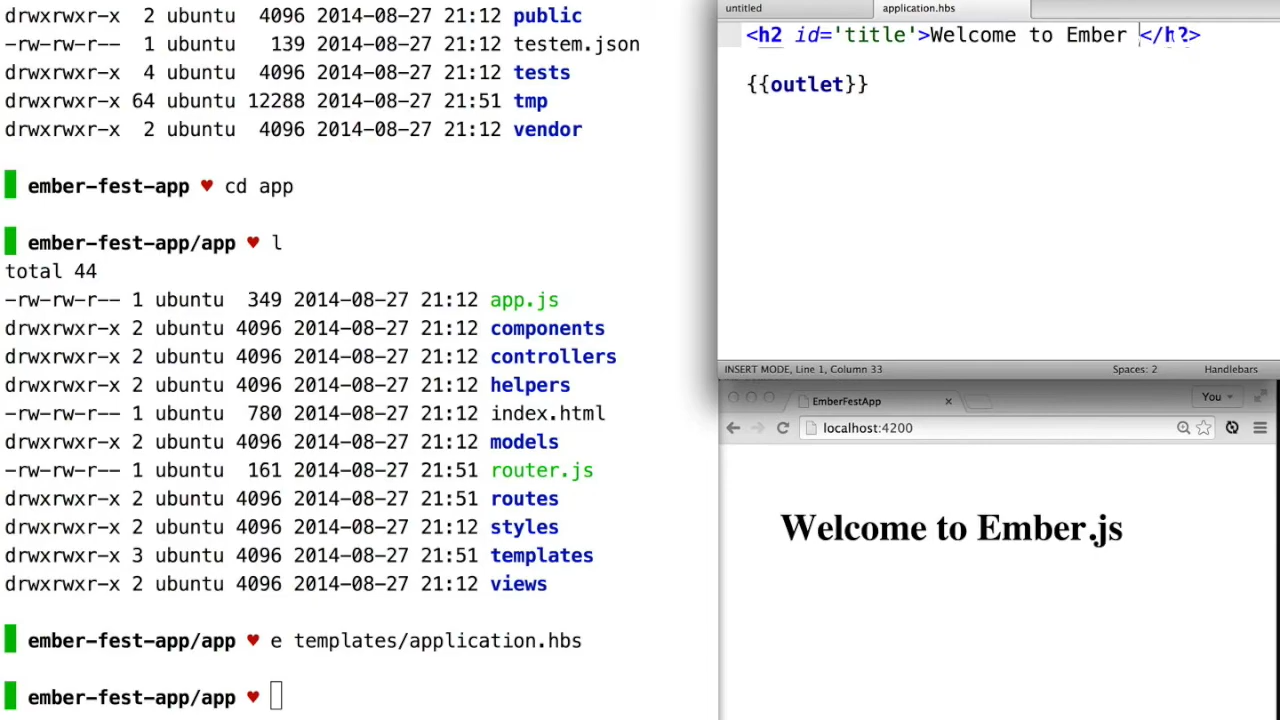 drwxrwxr-x  2 ubuntu  4096 2014-08-27 21:12 public
-rw-rw-r--  1 ubuntu   139 2014-08-27 21:12 testem.json
drwxrwxr-x  4 ubuntu  4096 2014-08-27 21:12 tests
drwxrwxr-x 64 ubuntu 12288 2014-08-27 21:51 tmp
drwxrwxr-x  2 ubuntu  4096 2014-08-27 21:12 vendor
ember-fest-app ♥ cd app
ember-fest-app/app ♥ l
total 44
-rw-rw-r-- 1 ubuntu  349 2014-08-27 21:12 app.js
drwxrwxr-x 2 ubuntu 4096 2014-08-27 21:12 components
drwxrwxr-x 2 ubuntu 4096 2014-08-27 21:12 controllers
drwxrwxr-x 2 ubuntu 4096 2014-08-27 21:12 helpers
-rw-rw-r-- 1 ubuntu  780 2014-08-27 21:12 index.html
drwxrwxr-x 2 ubuntu 4096 2014-08-27 21:12 models
-rw-rw-r-- 1 ubuntu  161 2014-08-27 21:51 router.js
drwxrwxr-x 2 ubuntu 4096 2014-08-27 21:51 routes
drwxrwxr-x 2 ubuntu 4096 2014-08-27 21:12 styles
drwxrwxr-x 3 ubuntu 4096 2014-08-27 21:51 templates
drwxrwxr-x 2 ubuntu 4096 2014-08-27 21:12 views
ember-fest-app/app ♥ e templates/application.hbs
ember-fest-app/app ♥
untitled
application.hbs
<h2 id='title'>Welcome to Ember </h2>
{{outlet}}
INSERT MODE, Line 1, Column 33
Spaces: 2
Handlebars
EmberFestApp
You
localhost:4200
Welcome to Ember.js